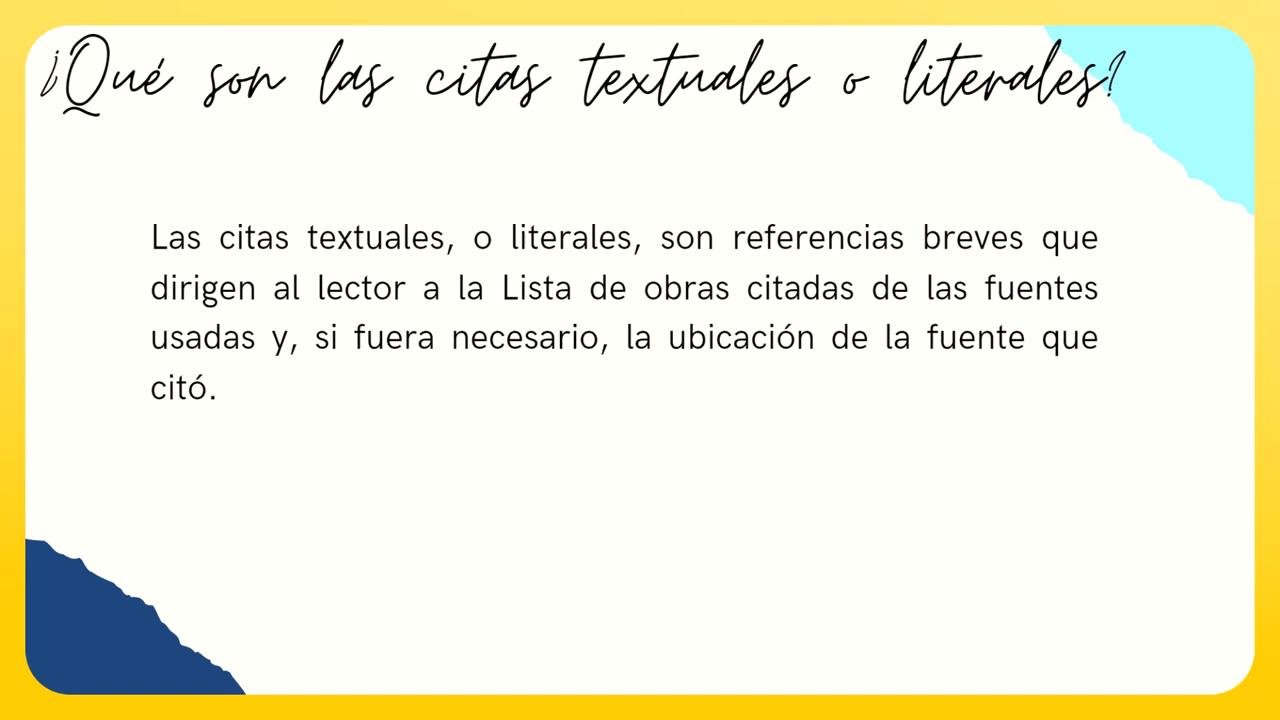 ¿Qué son las citas textuales o literales?
Las citas textuales, o literales, son referencias breves que
dirigen al lector a la Lista de obras citadas de las fuentes
usadas y, si fuera necesario, la ubicación de la fuente que
citó.